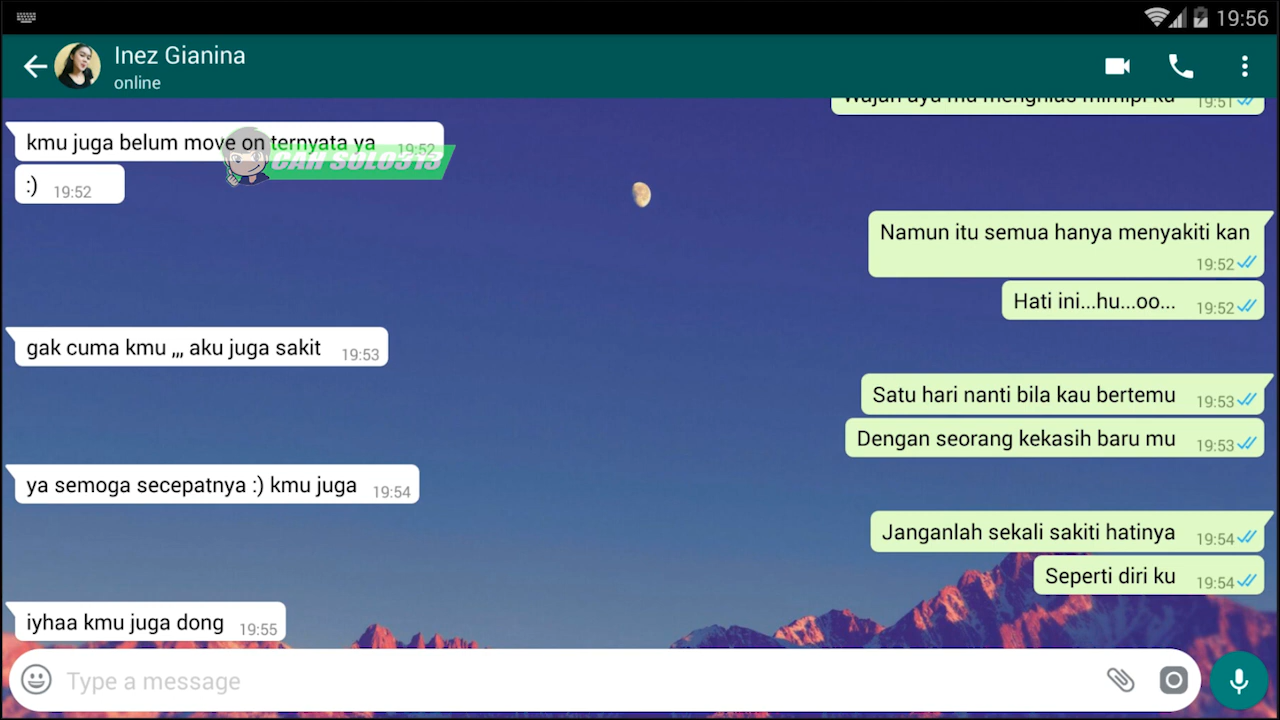 19:56
Inez Gianina
online
Wajah ayu mu menghias mimpi ku 19:51
kmu juga belum move on ternyata ya 19:52
CAH SOLO313
:) 19:52
Namun itu semua hanya menyakiti kan
19:52
Hati ini...hu...oo... 19:52
gak cuma kmu ,,, aku juga sakit 19:53
Satu hari nanti bila kau bertemu 19:53
Dengan seorang kekasih baru mu 19:53
ya semoga secepatnya :) kmu juga 19:54
Janganlah sekali sakiti hatinya 19:54
Seperti diri ku 19:54
iyhaa kmu juga dong 19:55
Type a message